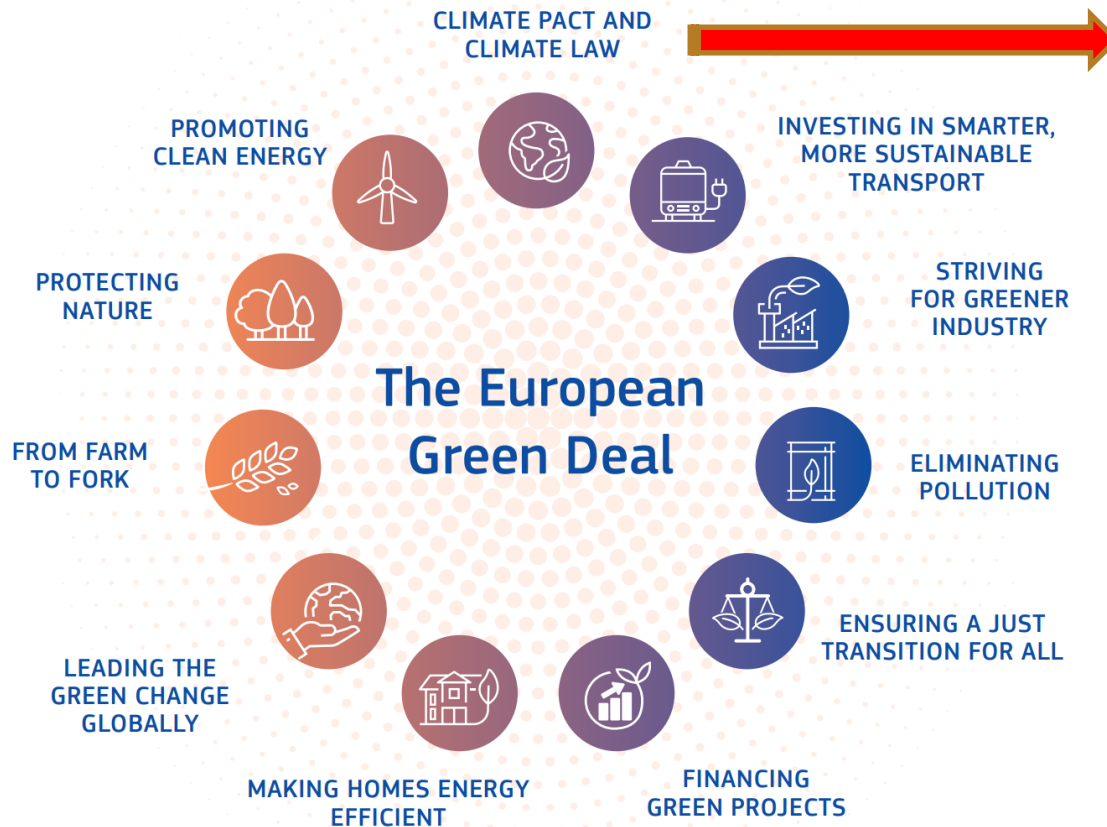 CLIMATE PACT AND
CLIMATE LAW
PROMOTING
CLEAN ENERGY
INVESTING IN SMARTER,
MORE SUSTAINABLE
TRANSPORT
PROTECTING
NATURE
STRIVING
FOR GREENER
INDUSTRY
The European
Green Deal
FROM FARM
TO FORK
ELIMINATING
POLLUTION
LEADING THE
GREEN CHANGE
GLOBALLY
ENSURING A JUST
TRANSITION FOR ALL
MAKING HOMES ENERGY
EFFICIENT
FINANCING
GREEN PROJECTS